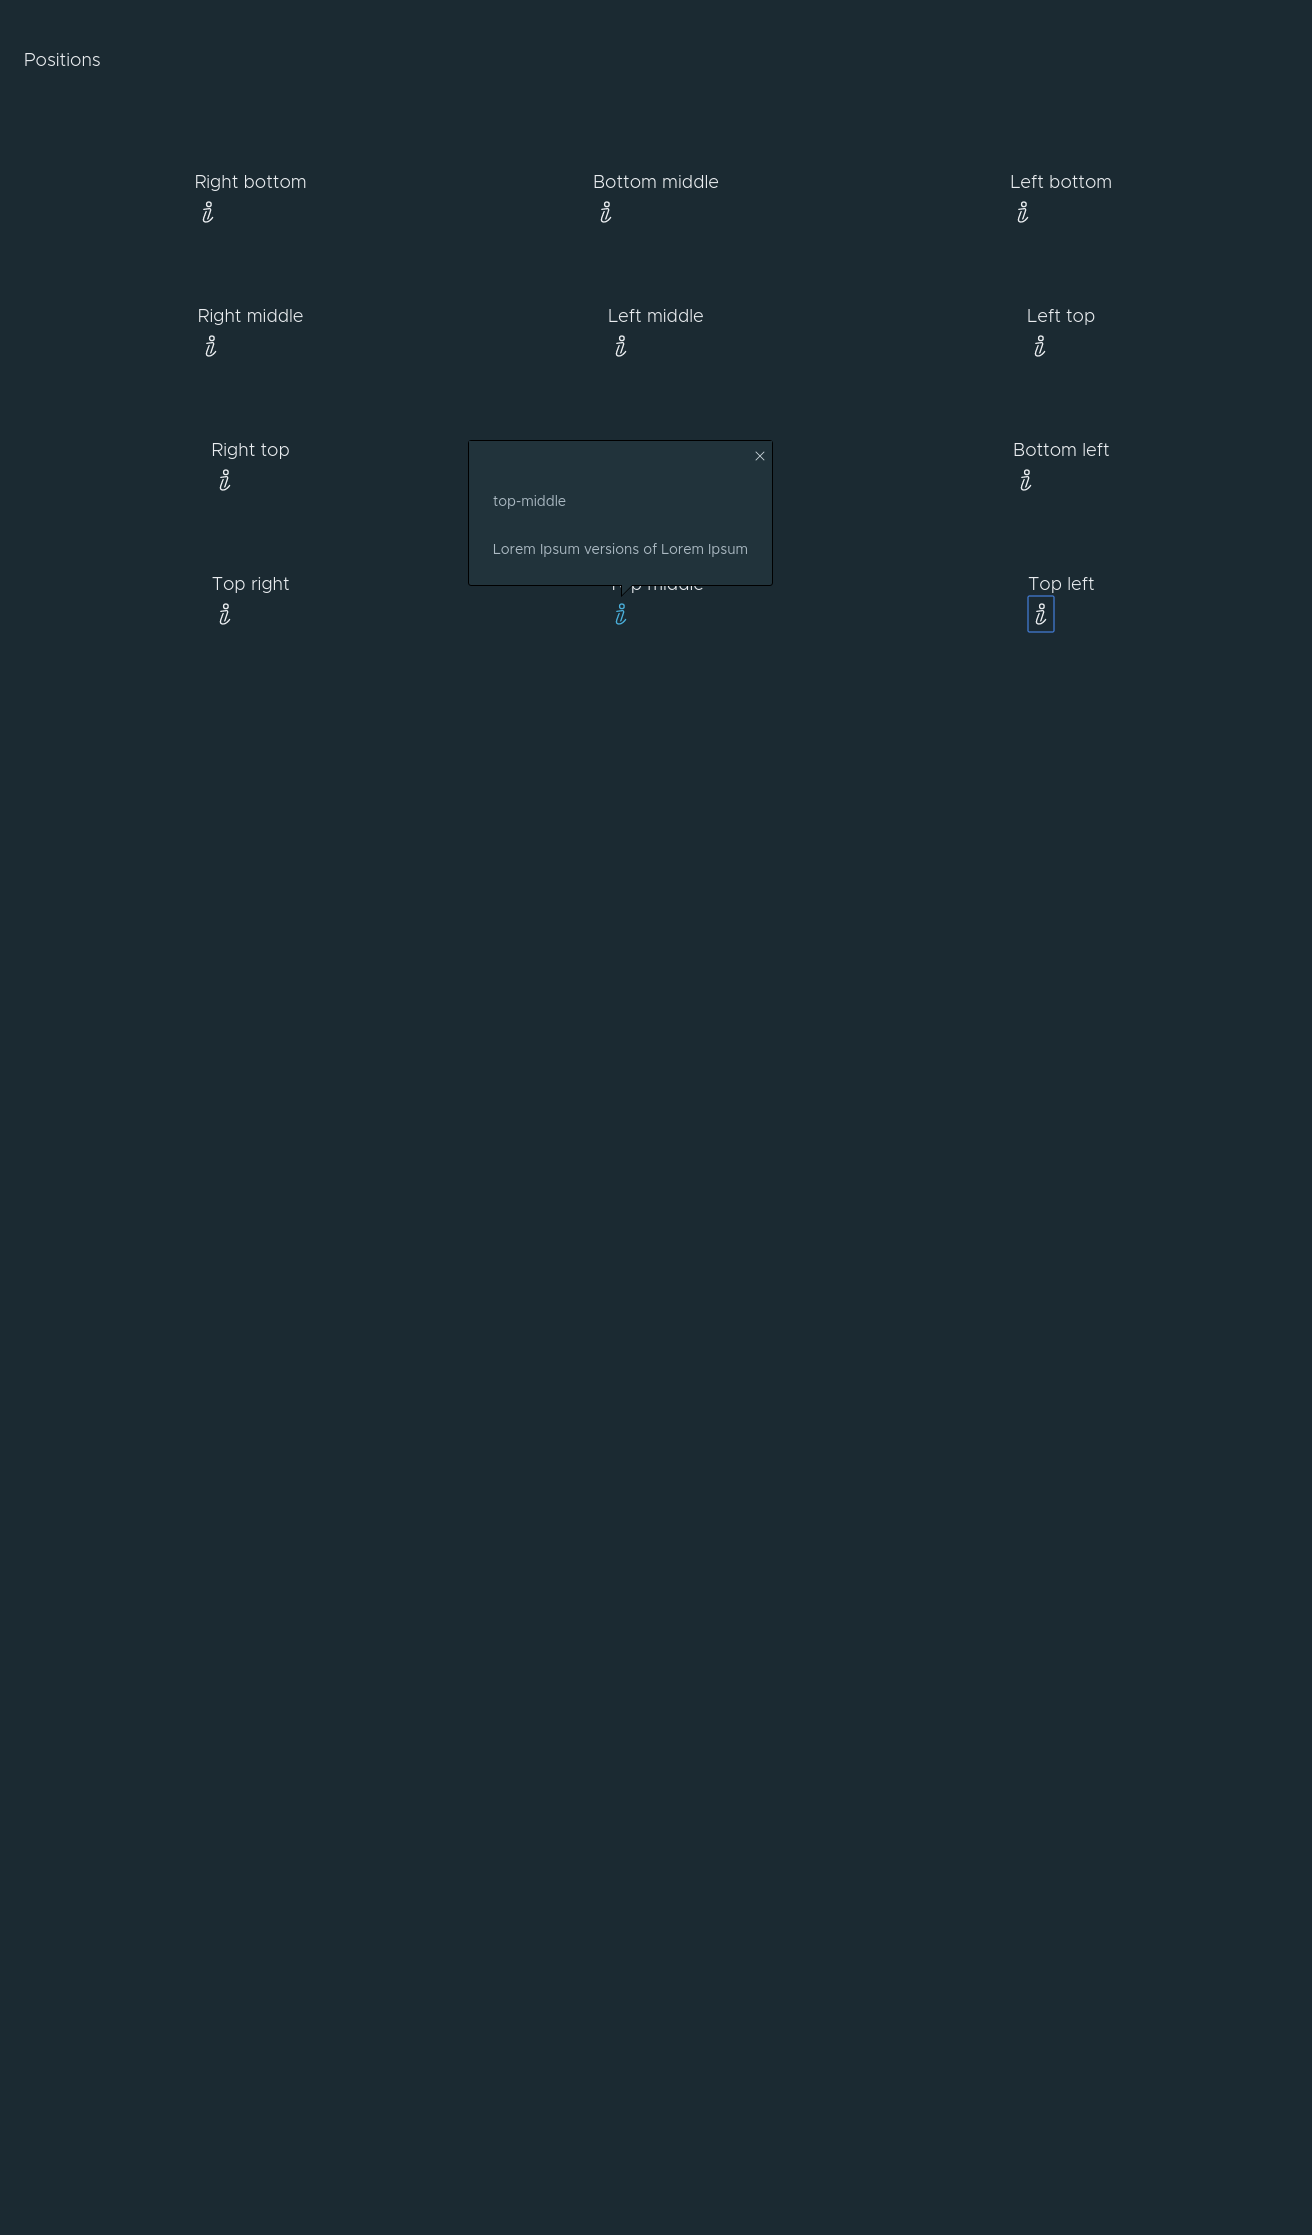 Positions
Right bottom
Bottom middle
Left bottom
Right middle
Left middle
Left top
Right top
Bottom left
top-middle
Lorem Ipsum versions of Lorem Ipsum
Top right
Top middle
Top left